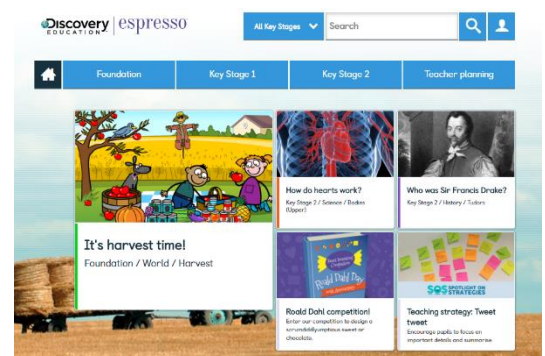 Discovery
EDUCATION
espresso
All Key Stages
Search
Foundation
Key Stage 1
Key Stage 2
Teacher planning
It's harvest time!
Foundation / World / Harvest
How do hearts work?
Key Stage 2 / Science / Bodies
(Upper)
Who was Sir Francis Drake?
Key Stage 2 / History / Tudors
Roald Dahl Day
Roald Dahl competition!
Enter our competition to design a
scrumdiddlyumptious sweet or
chocolate.
SOS SPOTLIGHT ON
STRATEGIES
Teaching strategy: Tweet
tweet
Encourage pupils to focus on
important details and summarise